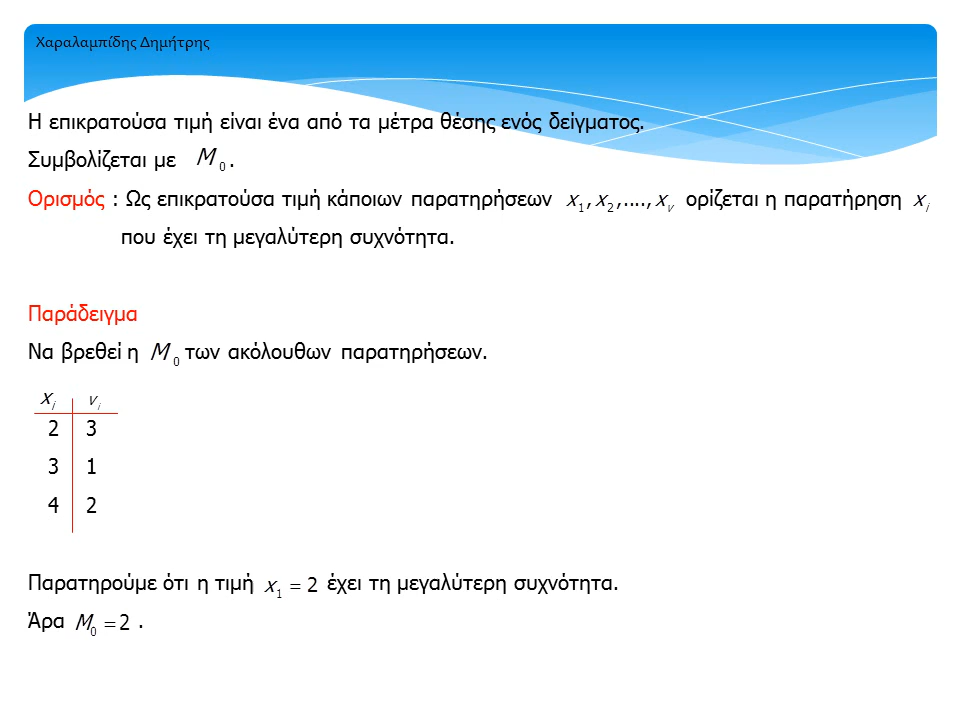 Χαραλαμπίδης Δημήτρης
Η επικρατούσα τιμή είναι ένα από τα μέτρα θέσης ενός δείγματος.
Συμβολίζεται με M₀.
Ορισμός : Ως επικρατούσα τιμή κάποιων παρατηρήσεων x₁,x₂,....,xᵥ ορίζεται η παρατήρηση xᵢ
που έχει τη μεγαλύτερη συχνότητα.
Παράδειγμα
Να βρεθεί η M₀ των ακόλουθων παρατηρήσεων.
xᵢ vᵢ
2 3
3 1
4 2
Παρατηρούμε ότι η τιμή x₁ = 2 έχει τη μεγαλύτερη συχνότητα.
Άρα M₀ = 2 .